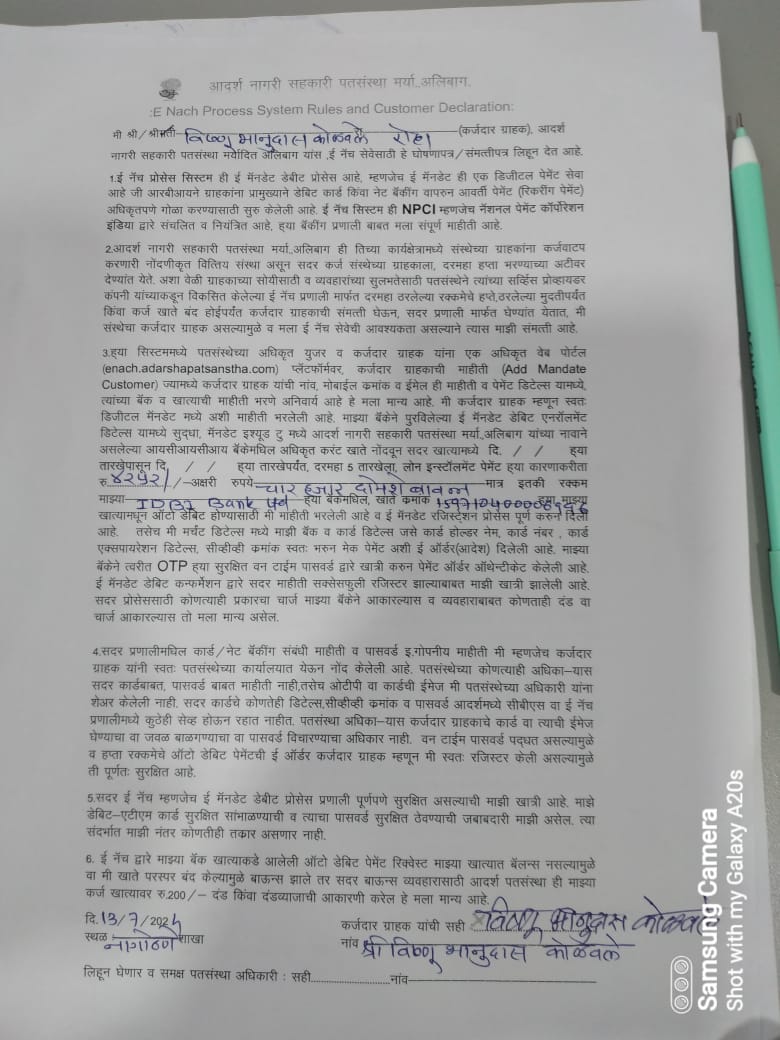 आदर्श नागरी सहकारी पतसंस्था मर्या.,अलिबाग.
:E Nach Process System Rules and Customer Declaration:
मी श्री/श्रीमती विष्णू भानुदास कोळवले रोहा (कर्जदार ग्राहक), आदर्श
नागरी सहकारी पतसंस्था मर्यादित अलिबाग यांस ,ई नॅच सेवेसाठी हे घोषणापत्र/संमत्तीपत्र लिहून देत आहे.
1.ई नॅच प्रोसेस सिस्टिम ही ई मॅनडेट डेबीट प्रोसेस आहे, म्हणजेच ई मॅनडेट ही एक डिजीटल पेमेंट सेवा
आहे जी आरबीआयने ग्राहकांना प्रामुख्याने डेबिट कार्ड किंवा नेट बॅकींग वापरुन आवर्ती पेमेंट (रिकरींग पेमेंट)
अधिकृतपणे गोळा करण्यासाठी सुरु केलेली आहे. ई नॅच सिस्टम ही NPCI म्हणजेच नॅशनल पेमेंट कॉर्पोरेशन
इंडिया द्वारे संचलित व नियंत्रित आहे, ह्या बॅकींग प्रणाली बाबत मला संपूर्ण माहीती आहे.
2.आदर्श नागरी सहकारी पतसंस्था मर्या.,अलिबाग ही तिच्या कार्यक्षेत्रामध्ये संस्थेच्या ग्राहकांना कर्जवाटप
करणारी नोंदणीकृत वित्तिय संस्था असून सदर कर्ज संस्थेच्या ग्राहकाला, दरमहा हप्ता भरण्याच्या अटीवर
देण्यांत येते. अशा वेळी ग्राहकाच्या सोयीसाठी व व्यवहारांच्या सुलभतेसाठी पतसंस्थेने त्यांच्या सर्व्हिस प्रोव्हायडर
कंपनी यांच्याकडून विकसित केलेल्या ई नॅच प्रणाली मार्फत दरमहा ठरलेल्या रक्कमेचे हप्ते,ठरलेल्या मुदतीपर्यंत
किंवा कर्ज खाते बंद होईपर्यंत कर्जदार ग्राहकाची संमत्ती घेऊन, सदर प्रणाली मार्फत घेण्यांत येतात, मी
संस्थेचा कर्जदार ग्राहक असल्यामुळे व मला ई नॅच सेवेची आवश्यकता असल्याने त्यास माझी संमत्ती आहे.
3.हया सिस्टममध्ये पतसंस्थेच्या अधिकृत युजर व कर्जदार ग्राहक यांना एक अधिकृत वेब पोर्टल
(enach.adarshapatsanstha.com) प्लॅटफॉर्मवर, कर्जदार ग्राहकाची माहीती (Add Mandate
Customer) ज्यामध्ये कर्जदार ग्राहक यांची नांव, मोबाईल क्रमांक व ईमेल ही माहीती व पेमेंट डिटेल्स यामध्ये,
त्यांच्या बॅंक व खात्याची माहीती भरणे अनिवार्य आहे हे मला मान्य आहे. मी कर्जदार ग्राहक म्हणून स्वतः
डिजीटल मॅनडेट मध्ये अशी माहीती भरलेली आहे. माझ्या बॅकेने पुरविलेल्या ई मॅनडेट डेबिट एनरोलमेंट
डिटेल्स यामध्ये सुद्धा, मॅनडेट इश्यूड टु मध्ये आदर्श नागरी सहकारी पतसंस्था मर्या.,अलिबाग यांच्या नावाने
असलेल्या आयसीआयसीआय बॅकेमधिल अधिकृत करंट खाते नोंदवून सदर खात्यामध्ये दि. / / ह्या
तारखेपासून दि. / / ह्या तारखेपर्यंत, दरमहा 5 तारखेला, लोन इन्स्टॉलमेंट पेमेंट ह्या कारणाकरीता
रु.४२५२/ /-अक्षरी रुपये चार हजार दोनशे बावन्न मात्र इतकी रक्कम
माझ्या IDBI Bank ह्या बॅंकेमधिल, खाते क्रमांक ह्या माझ्या
खात्यामधून ऑटो डेबिट होण्यासाठी मी माहीती भरलेली आहे व ई मॅनडेट रजिस्ट्रेशन प्रोसेस पूर्ण करुन दिली
आहे. तसेच मी मर्चंट डिटेल्स मध्ये माझी बॅंक व कार्ड डिटेल्स जसे कार्ड होल्डर नेम, कार्ड नंबर , कार्ड
एक्सपायरेशन डिटेल्स, सीव्हीव्ही क्रमांक स्वतः भरुन मेक पेमेंट अशी ई ऑर्डर(आदेश) दिलेली आहे. माझ्या
बॅकेने त्वरीत OTP ह्या सुरक्षित वन टाईम पासवर्ड द्वारे खात्री करुन पेमेंट ऑर्डर ऑथेन्टीकेट केलेली आहे.
ई मॅनडेट डेबिट कन्फर्मेशन द्वारे सदर माहीती सक्सेसफुली रजिस्टर झाल्याबाबत माझी खात्री झालेली आहे.
सदर प्रोसेससाठी कोणत्याही प्रकारचा चार्ज माझ्या बॅकेने आकारल्यास व व्यवहाराबाबत कोणताही दंड वा
चार्ज आकारल्यास तो मला मान्य असेल.
4.सदर प्रणालीमधिल कार्ड/नेट बॅकींग संबंधी माहीती व पासवर्ड इ.गोपनीय माहीती मी म्हणजेच कर्जदार
ग्राहक यांनी स्वतः पतसंस्थेच्या कार्यालयात येऊन नोंद केलेली आहे. पतसंस्थेच्या कोणत्याही अधिका-यास
सदर कार्डबाबत, पासवर्ड बाबत माहीती नाही,तसेच ओटीपी वा कार्डची ईमेज मी पतसंस्थेच्या अधिकारी यांना
शेअर केलेली नाही. सदर कार्डचे कोणतेही डिटेल्स,सीव्हीव्ही क्रमांक व पासवर्ड आदर्शमध्ये सीबीएस वा ई नॅच
प्रणालीमध्ये कुठेही सेव्ह होऊन रहात नाहीत. पतसंस्था अधिका-यास कर्जदार ग्राहकाचे कार्ड वा त्याची ईमेज
घेण्याचा वा जवळ बाळगण्याचा वा पासवर्ड विचारण्याचा अधिकार नाही. वन टाईम पासवर्ड पद्धत असल्यामुळे
व हप्ता रक्कमेचे ऑटो डेबिट पेमेंटची ई ऑर्डर कर्जदार ग्राहक म्हणून मी स्वतः रजिस्टर केली असल्यामुळे
ती पूर्णतः सुरक्षित आहे.
5.सदर ई नॅच म्हणजेच ई मॅनडेट डेबीट प्रोसेस प्रणाली पूर्णपणे सुरक्षित असल्याची माझी खात्री आहे. माझे
डेबिट-एटीएम कार्ड सुरक्षित सांभाळण्याची व त्याचा पासवर्ड सुरक्षित ठेवण्याची जबाबदारी माझी असेल, त्या
संदर्भात माझी नंतर कोणतीही तक्रार असणार नाही.
6. ई नॅच द्वारे माझ्या बॅंक खात्याकडे आलेली ऑटो डेबिट पेमेंट रिक्वेस्ट माझ्या खात्यात बॅलन्स नसल्यामुळे
वा मी खाते परस्पर बंद केल्यामुळे बाऊन्स झाले तर सदर बाऊन्स व्यवहारासाठी आदर्श पतसंस्था ही माझ्या
कर्ज खात्यावर रु.200/- दंड किंवा दंडव्याजाची आकारणी करेल हे मला मान्य आहे.
दि.13/7/2024 कर्जदार ग्राहक यांची सही विष्णू भानुदास कोळवले
स्थळ : नागोठणे शाखा नांव श्री विष्णू भानुदास कोळवले
लिहून घेणार व समक्ष पतसंस्था अधिकारी : सही नांव
Samsung Camera
Shot with my Galaxy A20s